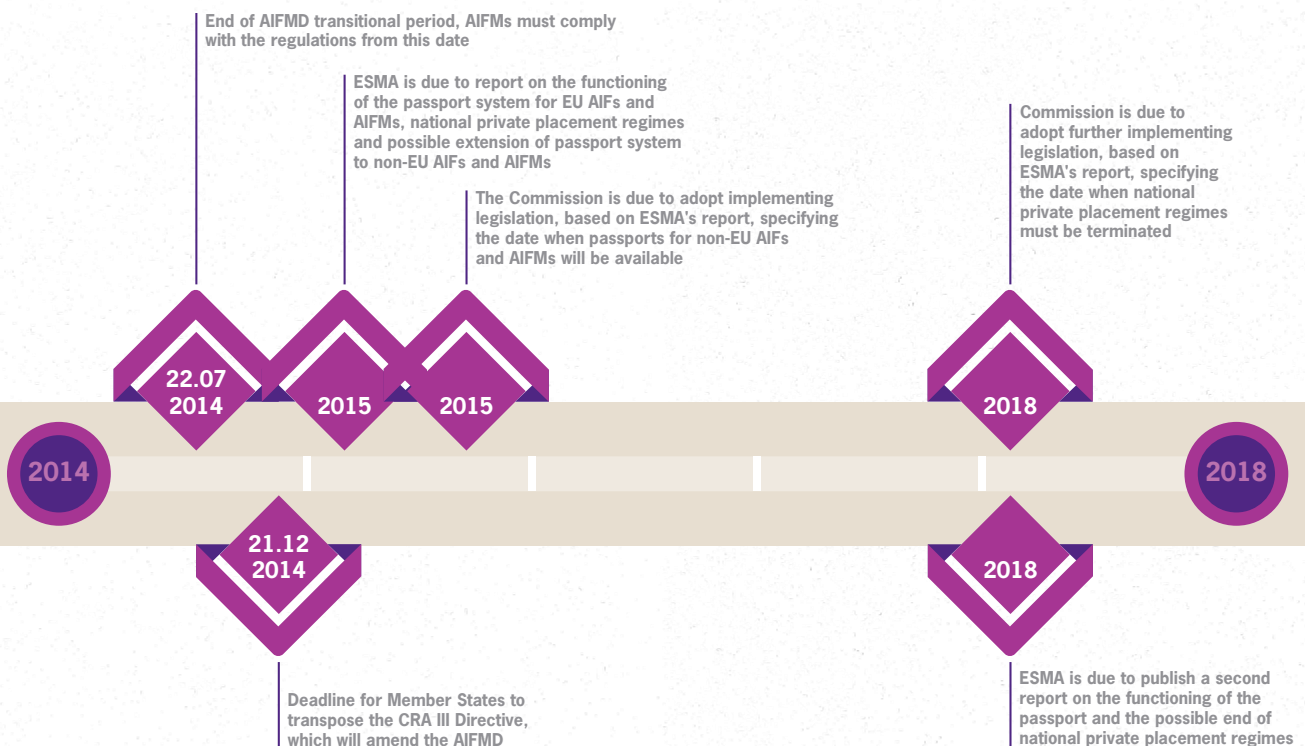 End of AIFMD transitional period, AIFMs must comply
with the regulations from this date
ESMA is due to report on the functioning
of the passport system for EU AIFs and
AIFMs, national private placement regimes
and possible extension of passport system
to non-EU AIFs and AIFMs
The Commission is due to adopt implementing
legislation, based on ESMA's report, specifying
the date when passports for non-EU AIFs
and AIFMs will be available
Commission is due to
adopt further implementing
legislation, based on
ESMA's report, specifying
the date when national
private placement regimes
must be terminated
22.07
2014
2015
2015
2018
2014
2018
21.12
2014
2018
Deadline for Member States to
transpose the CRA III Directive,
which will amend the AIFMD
ESMA is due to publish a second
report on the functioning of the
passport and the possible end of
national private placement regimes